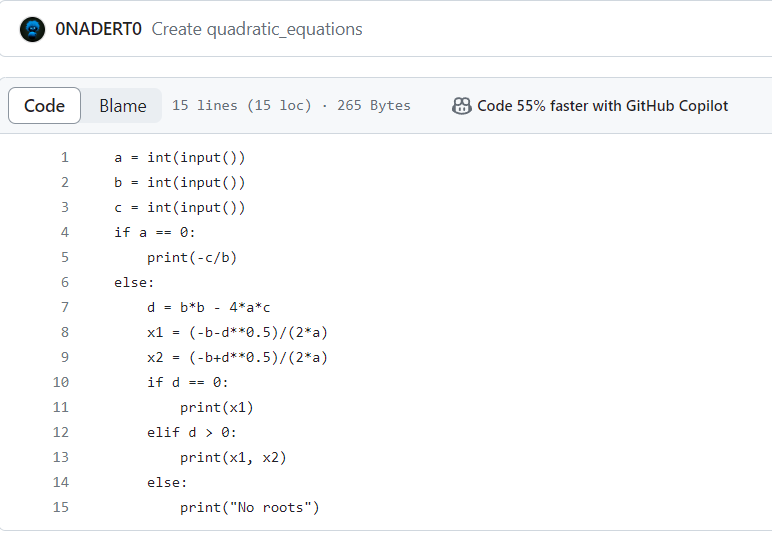 0NADERT0 Create quadratic_equations
Code Blame 15 lines (15 loc) · 265 Bytes Code 55% faster with GitHub Copilot
1 a = int(input())
2 b = int(input())
3 c = int(input())
4 if a == 0:
5     print(-c/b)
6 else:
7     d = b*b - 4*a*c
8     x1 = (-b-d**0.5)/(2*a)
9     x2 = (-b+d**0.5)/(2*a)
10     if d == 0:
11         print(x1)
12     elif d > 0:
13         print(x1, x2)
14     else:
15         print("No roots")